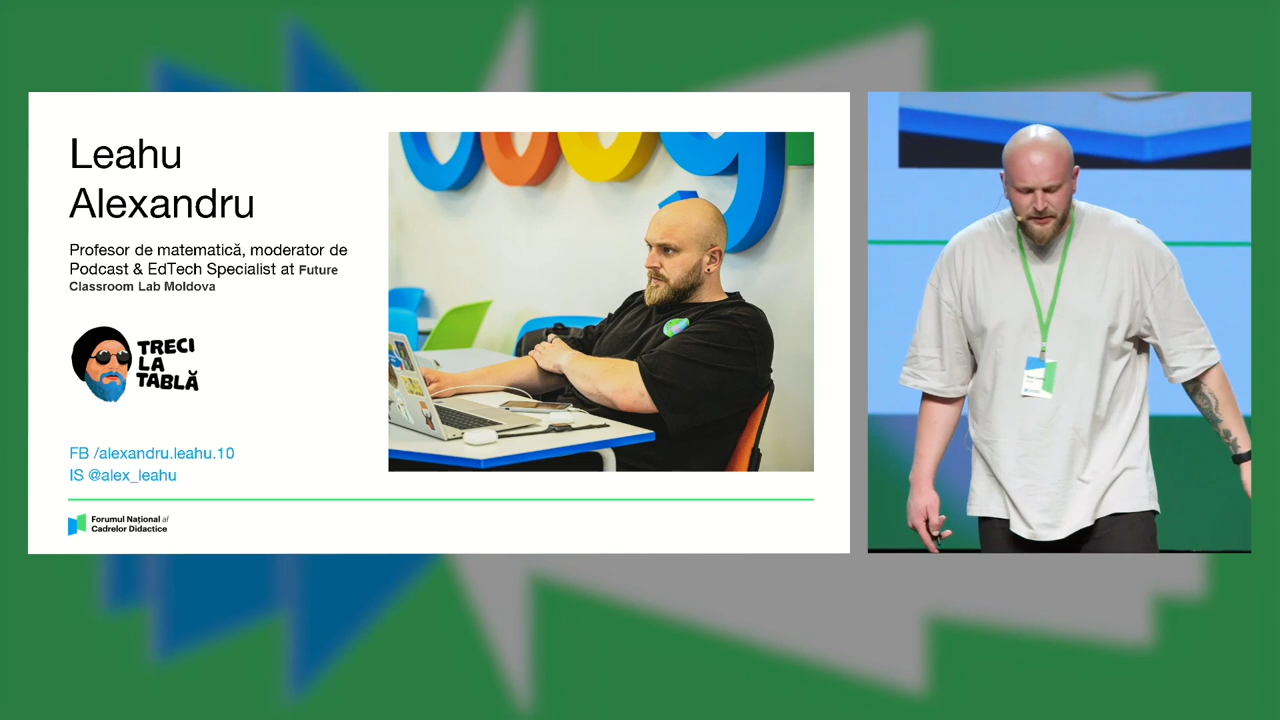 Leahu
Alexandru
Profesor de matematică, moderator de
Podcast & EdTech Specialist at Future
Classroom Lab Moldova
TRECI
LA
TABLĂ
FB /alexandru.leahu.10
IS @alex_leahu
Forumul Național al
Cadrelor Didactice